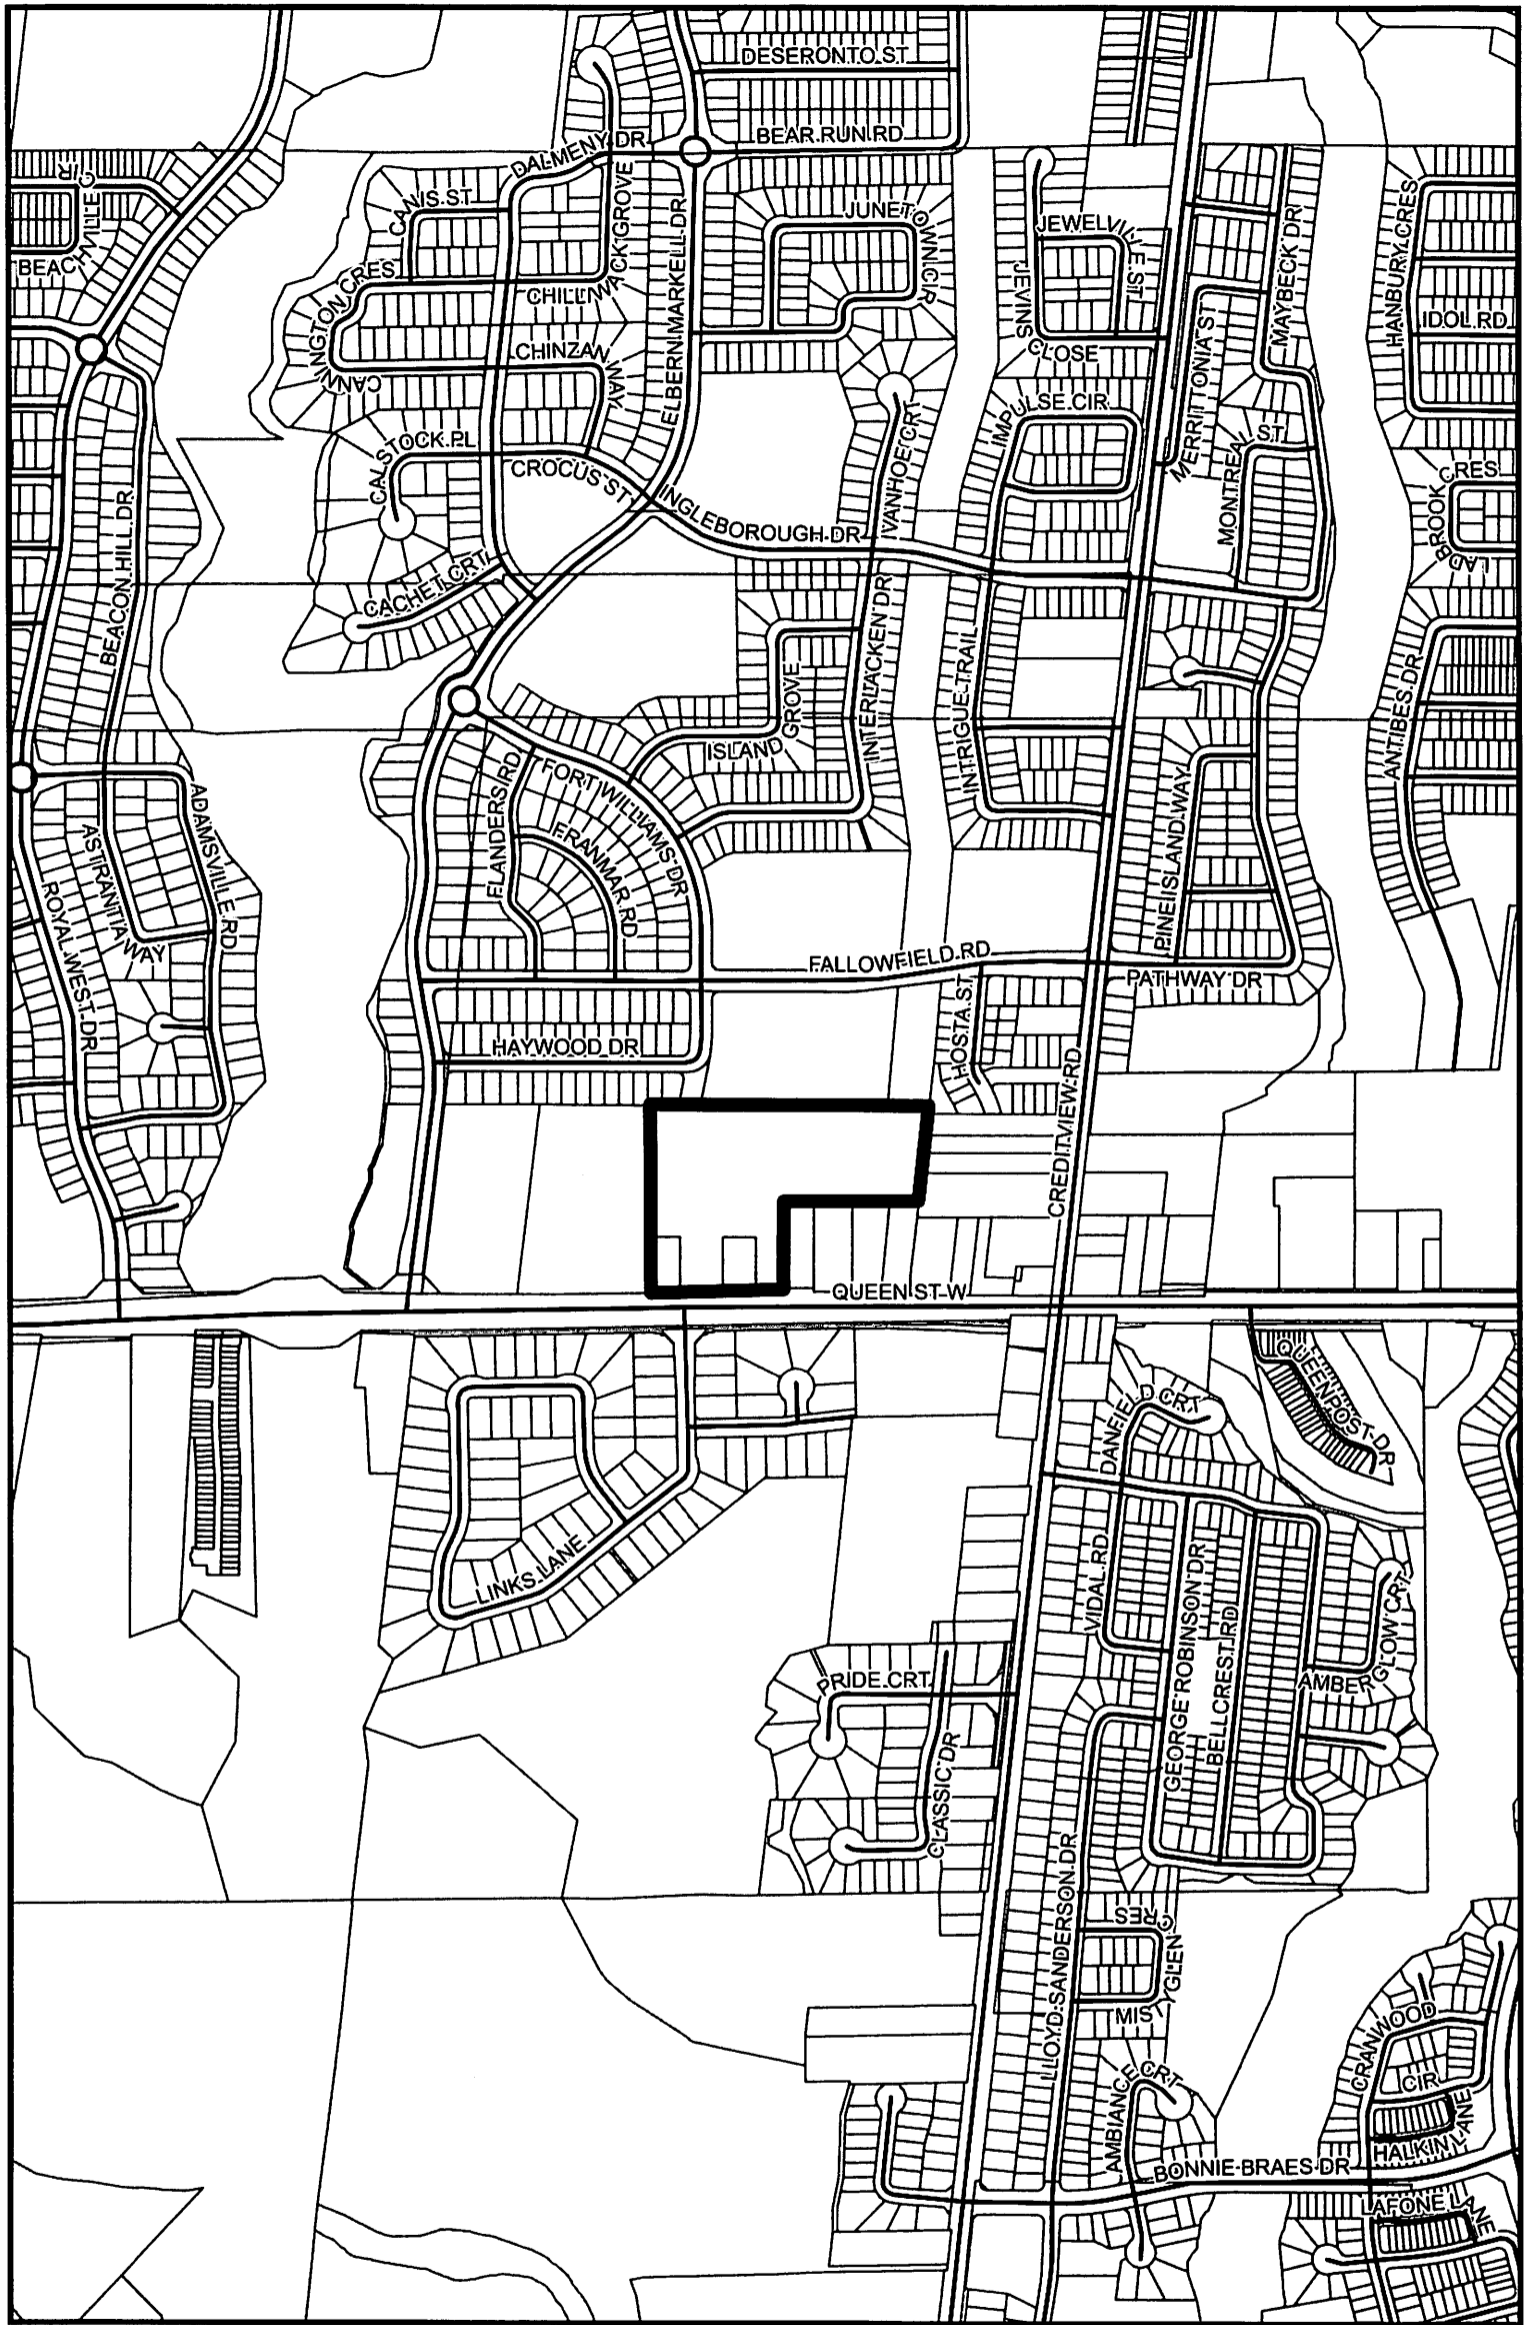 DESERONTO ST
BEAR RUN RD
DALMENY DR
CANIS ST
CHILLIWACK GROVE
ELBERN MARKELL DR
JUNETOWN CIR
JEWELVILLE ST
JEVINS CLOSE
MAYBECK DR
HANBURY CRES
IDOL RD
BEACHVILLE CIR
CANNINGTON CRES
CHINZAN WAY
MERRITONIA ST
IMPULSE CIR
IVANHOE CRT
MONTREAL ST
CALSTOCK PL
CROCUS ST
INGLEBOROUGH DR
LADBROOK CRES
BEACON HILL DR
CACHET CRT
INTERLACKEN DR
INTRIGUE TRAIL
ISLAND GROVE
ANTIBES DR
FLANDERS RD
FORT WILLIAMS DR
FRANMAR RD
PINE ISLAND WAY
ADAMSVILLE RD
ASTRANTIA WAY
ROYAL WEST DR
FALLOWFIELD RD
PATHWAY DR
HOSTA ST
HAYWOOD DR
CREDITVIEW RD
QUEEN ST W
QUEENPOST DR
DANFIELD CRT
LINKS LANE
VIDAL RD
GEORGE ROBINSON DR
BELLCREST RD
AMBERGLOW CRT
PRIDE CRT
CLASSIC DR
LLOYD SANDERSON DR
MISTYGLEN CRES
CRANWOOD CIR
AMBIANCE CRT
HALKIN LANE
BONNIE BRAES DR
LAFONE LANE